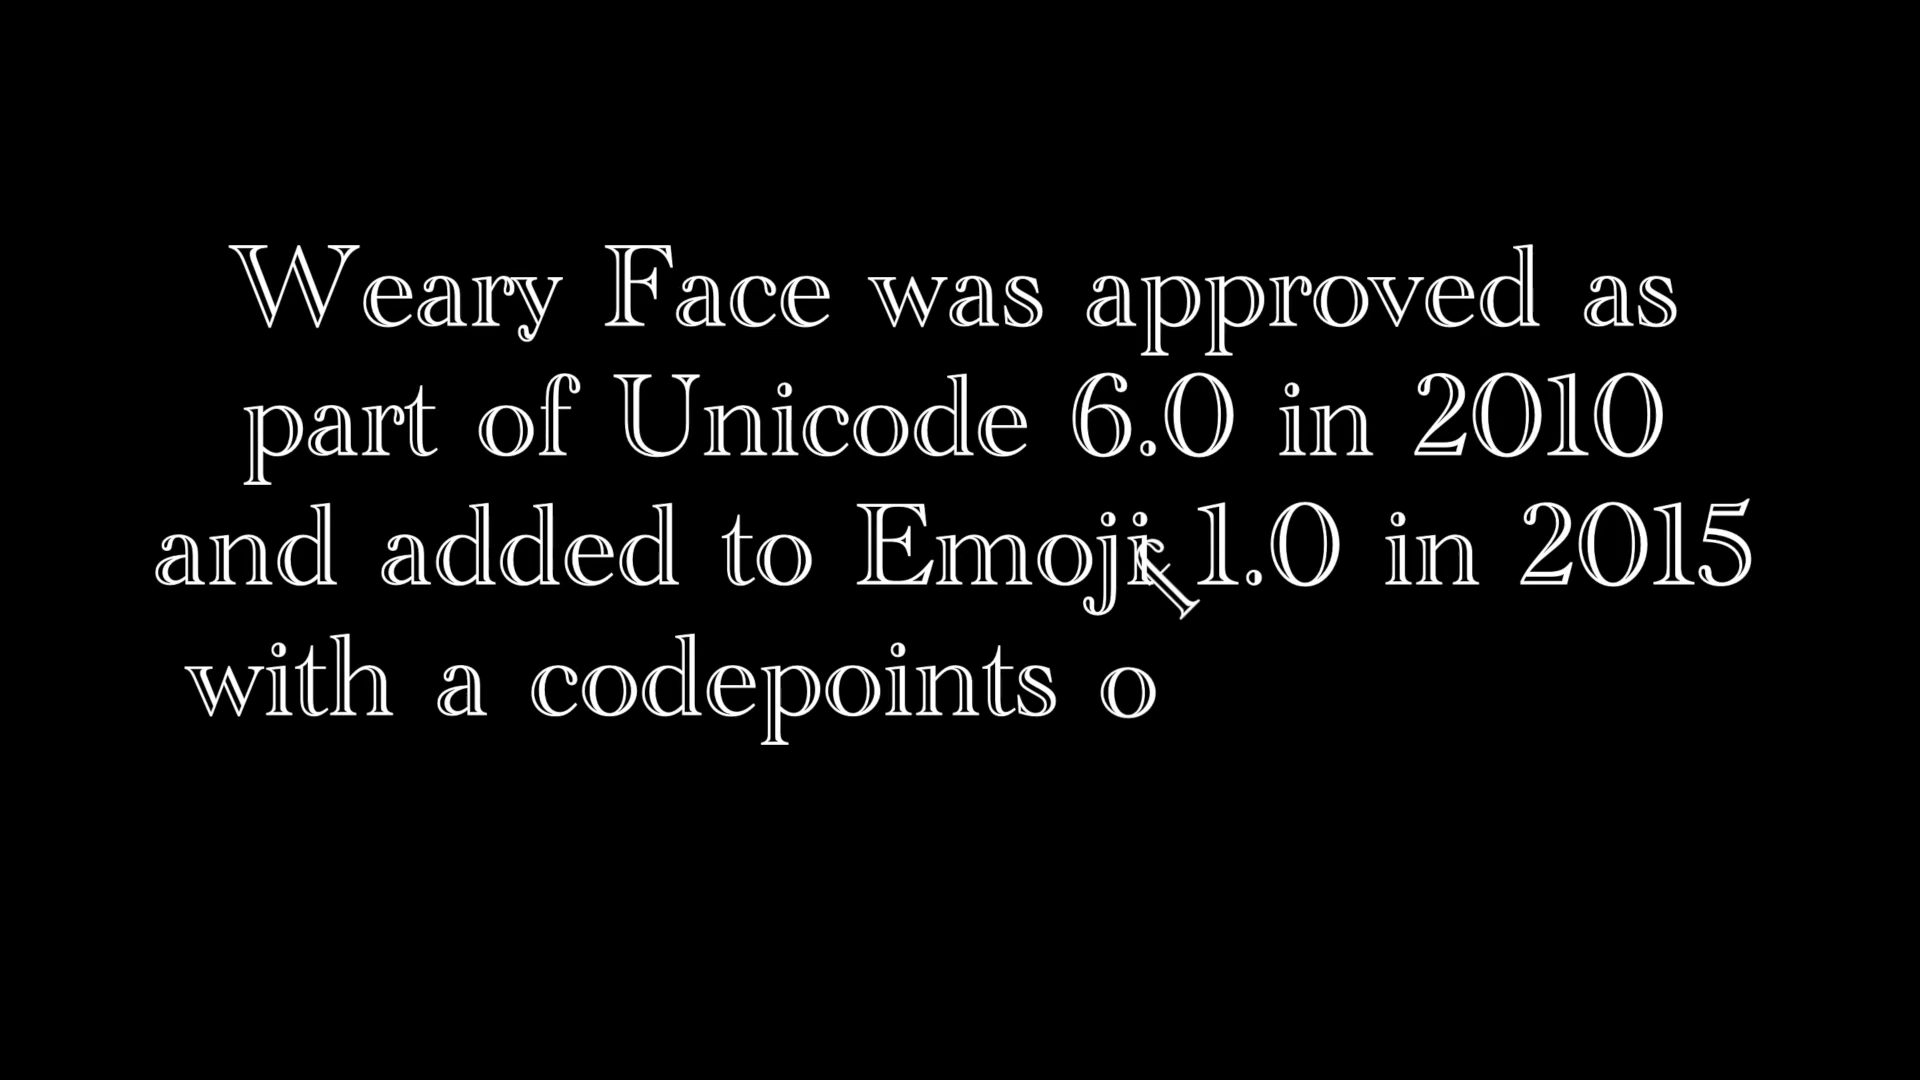 Weary Face was approved as
part of Unicode 6.0 in 2010
and added to Emoji 1.0 in 2015
with a codepoints of